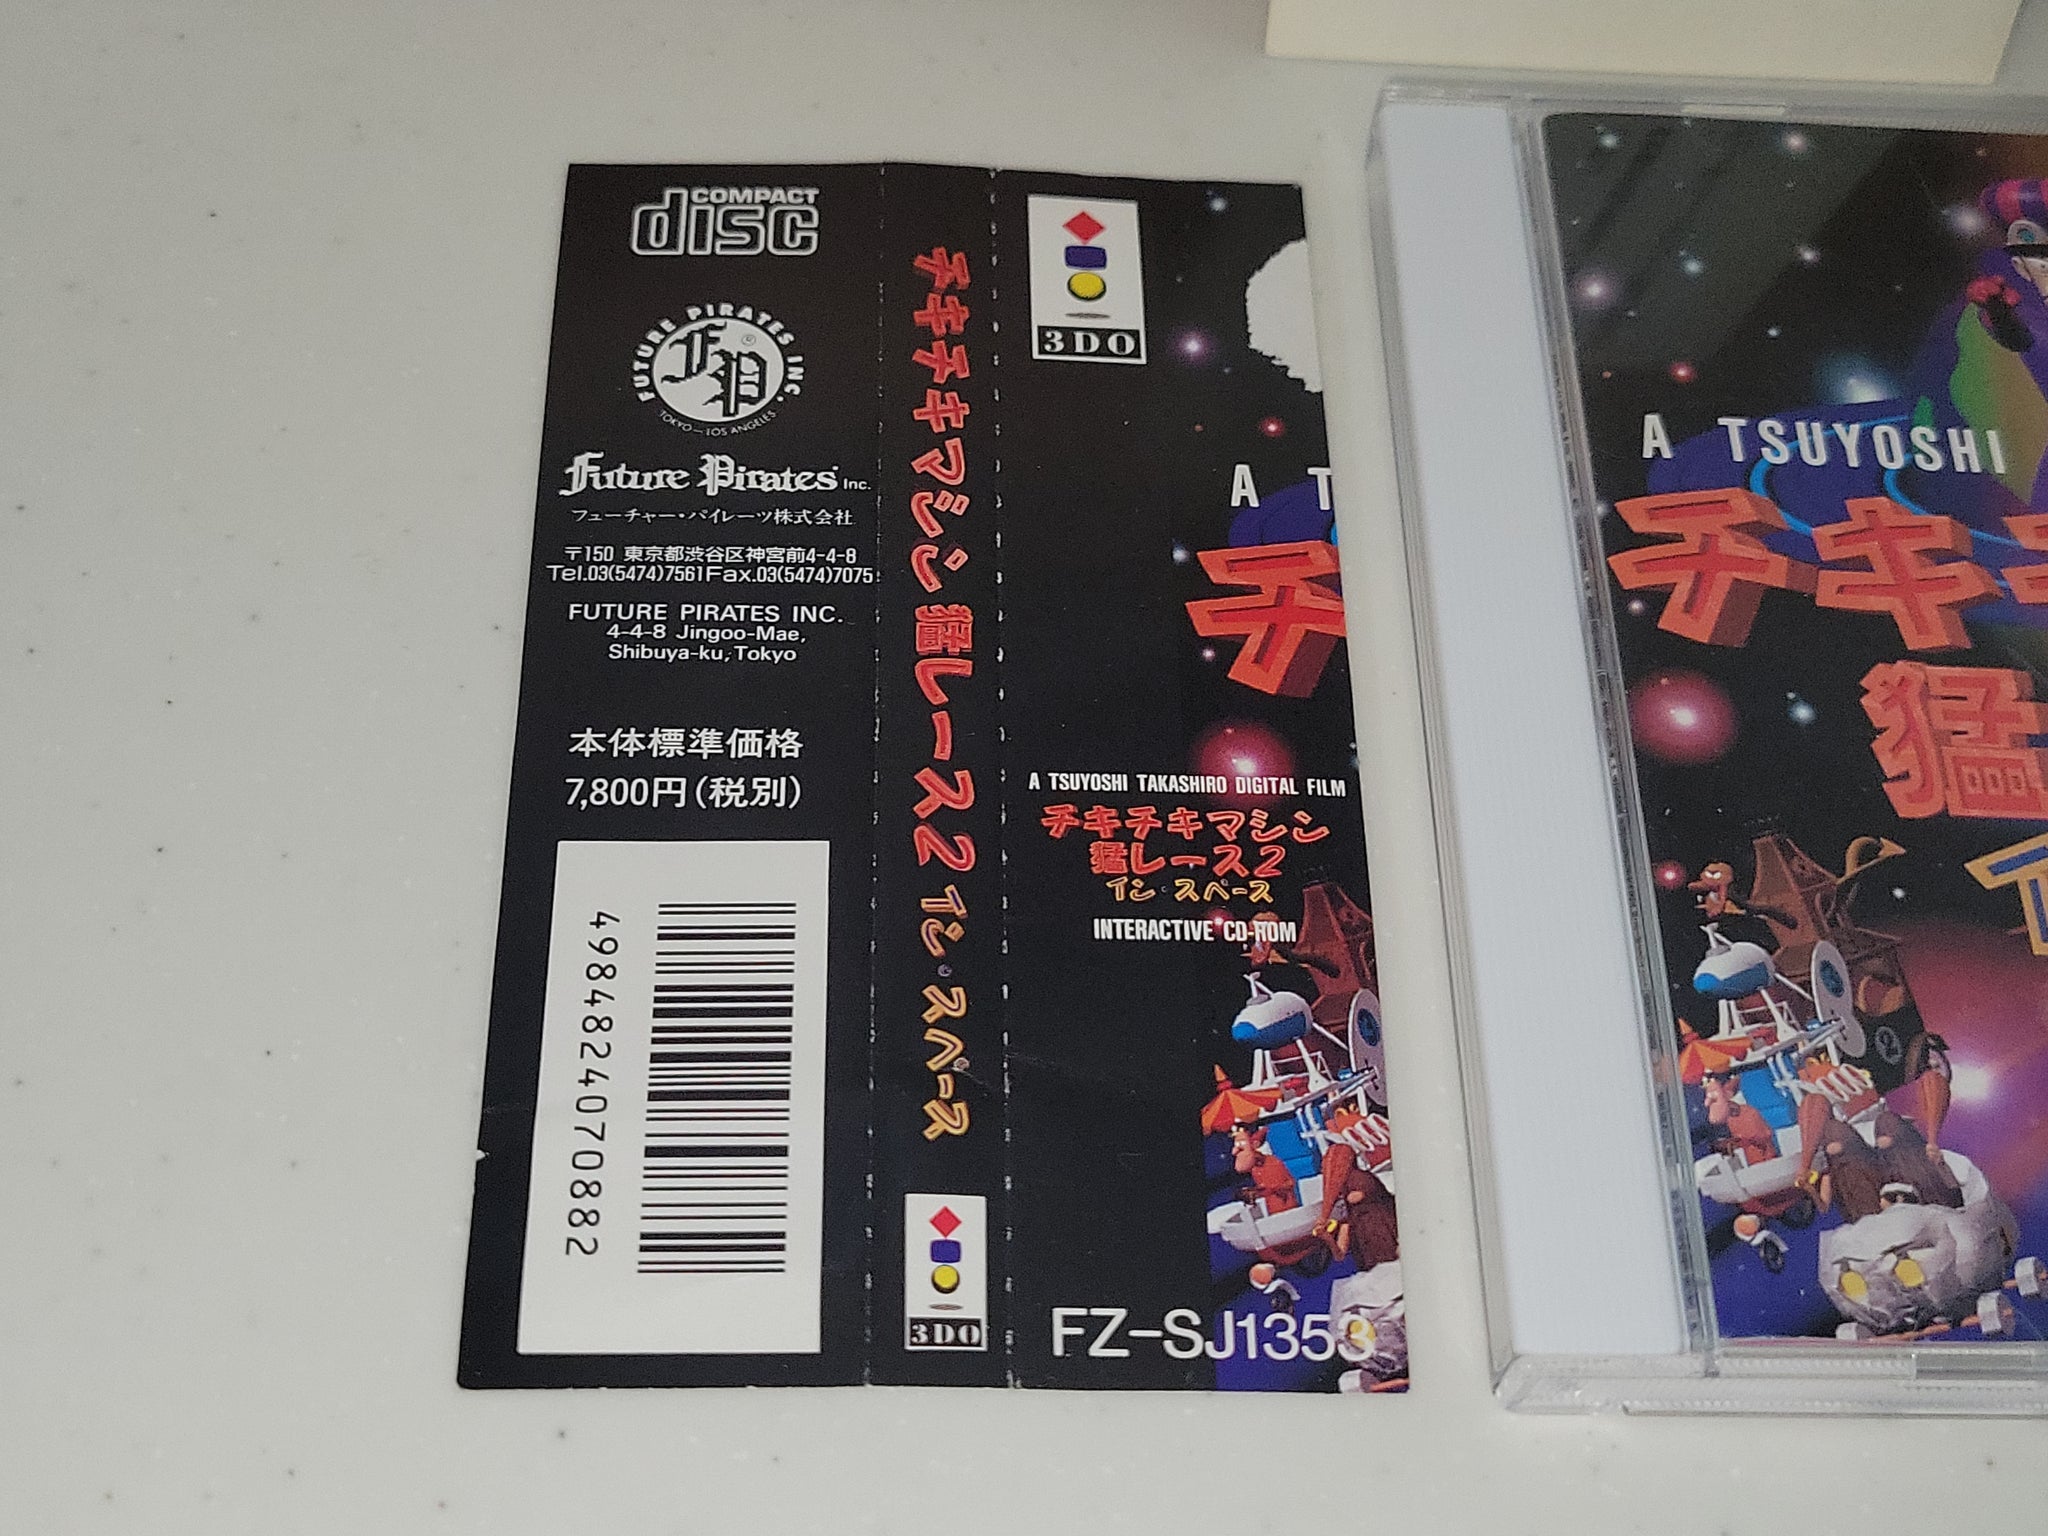 COMPACT
disc
FUTURE PIRATES INC.
FP
®
TOKYO—LOS ANGELES
Future Pirates Inc.
フューチャー・パイレーツ株式会社
〒150 東京都渋谷区神宮前4-4-8
Tel.03(5474)7561Fax.03(5474)7075
FUTURE PIRATES INC.
4-4-8 Jingoo-Mae,
Shibuya-ku, Tokyo
本体標準価格
7,800円(税別)
4984824070882
チキチキマシン猛レース2 イン・スペース
3DO
3DO
A T
チ
A TSUYOSHI TAKASHIRO DIGITAL FILM
チキチキマシン
猛レース2
イン・スペース
INTERACTIVE CD-ROM
FZ-SJ1353
A TSUYOSHI
チキ
猛